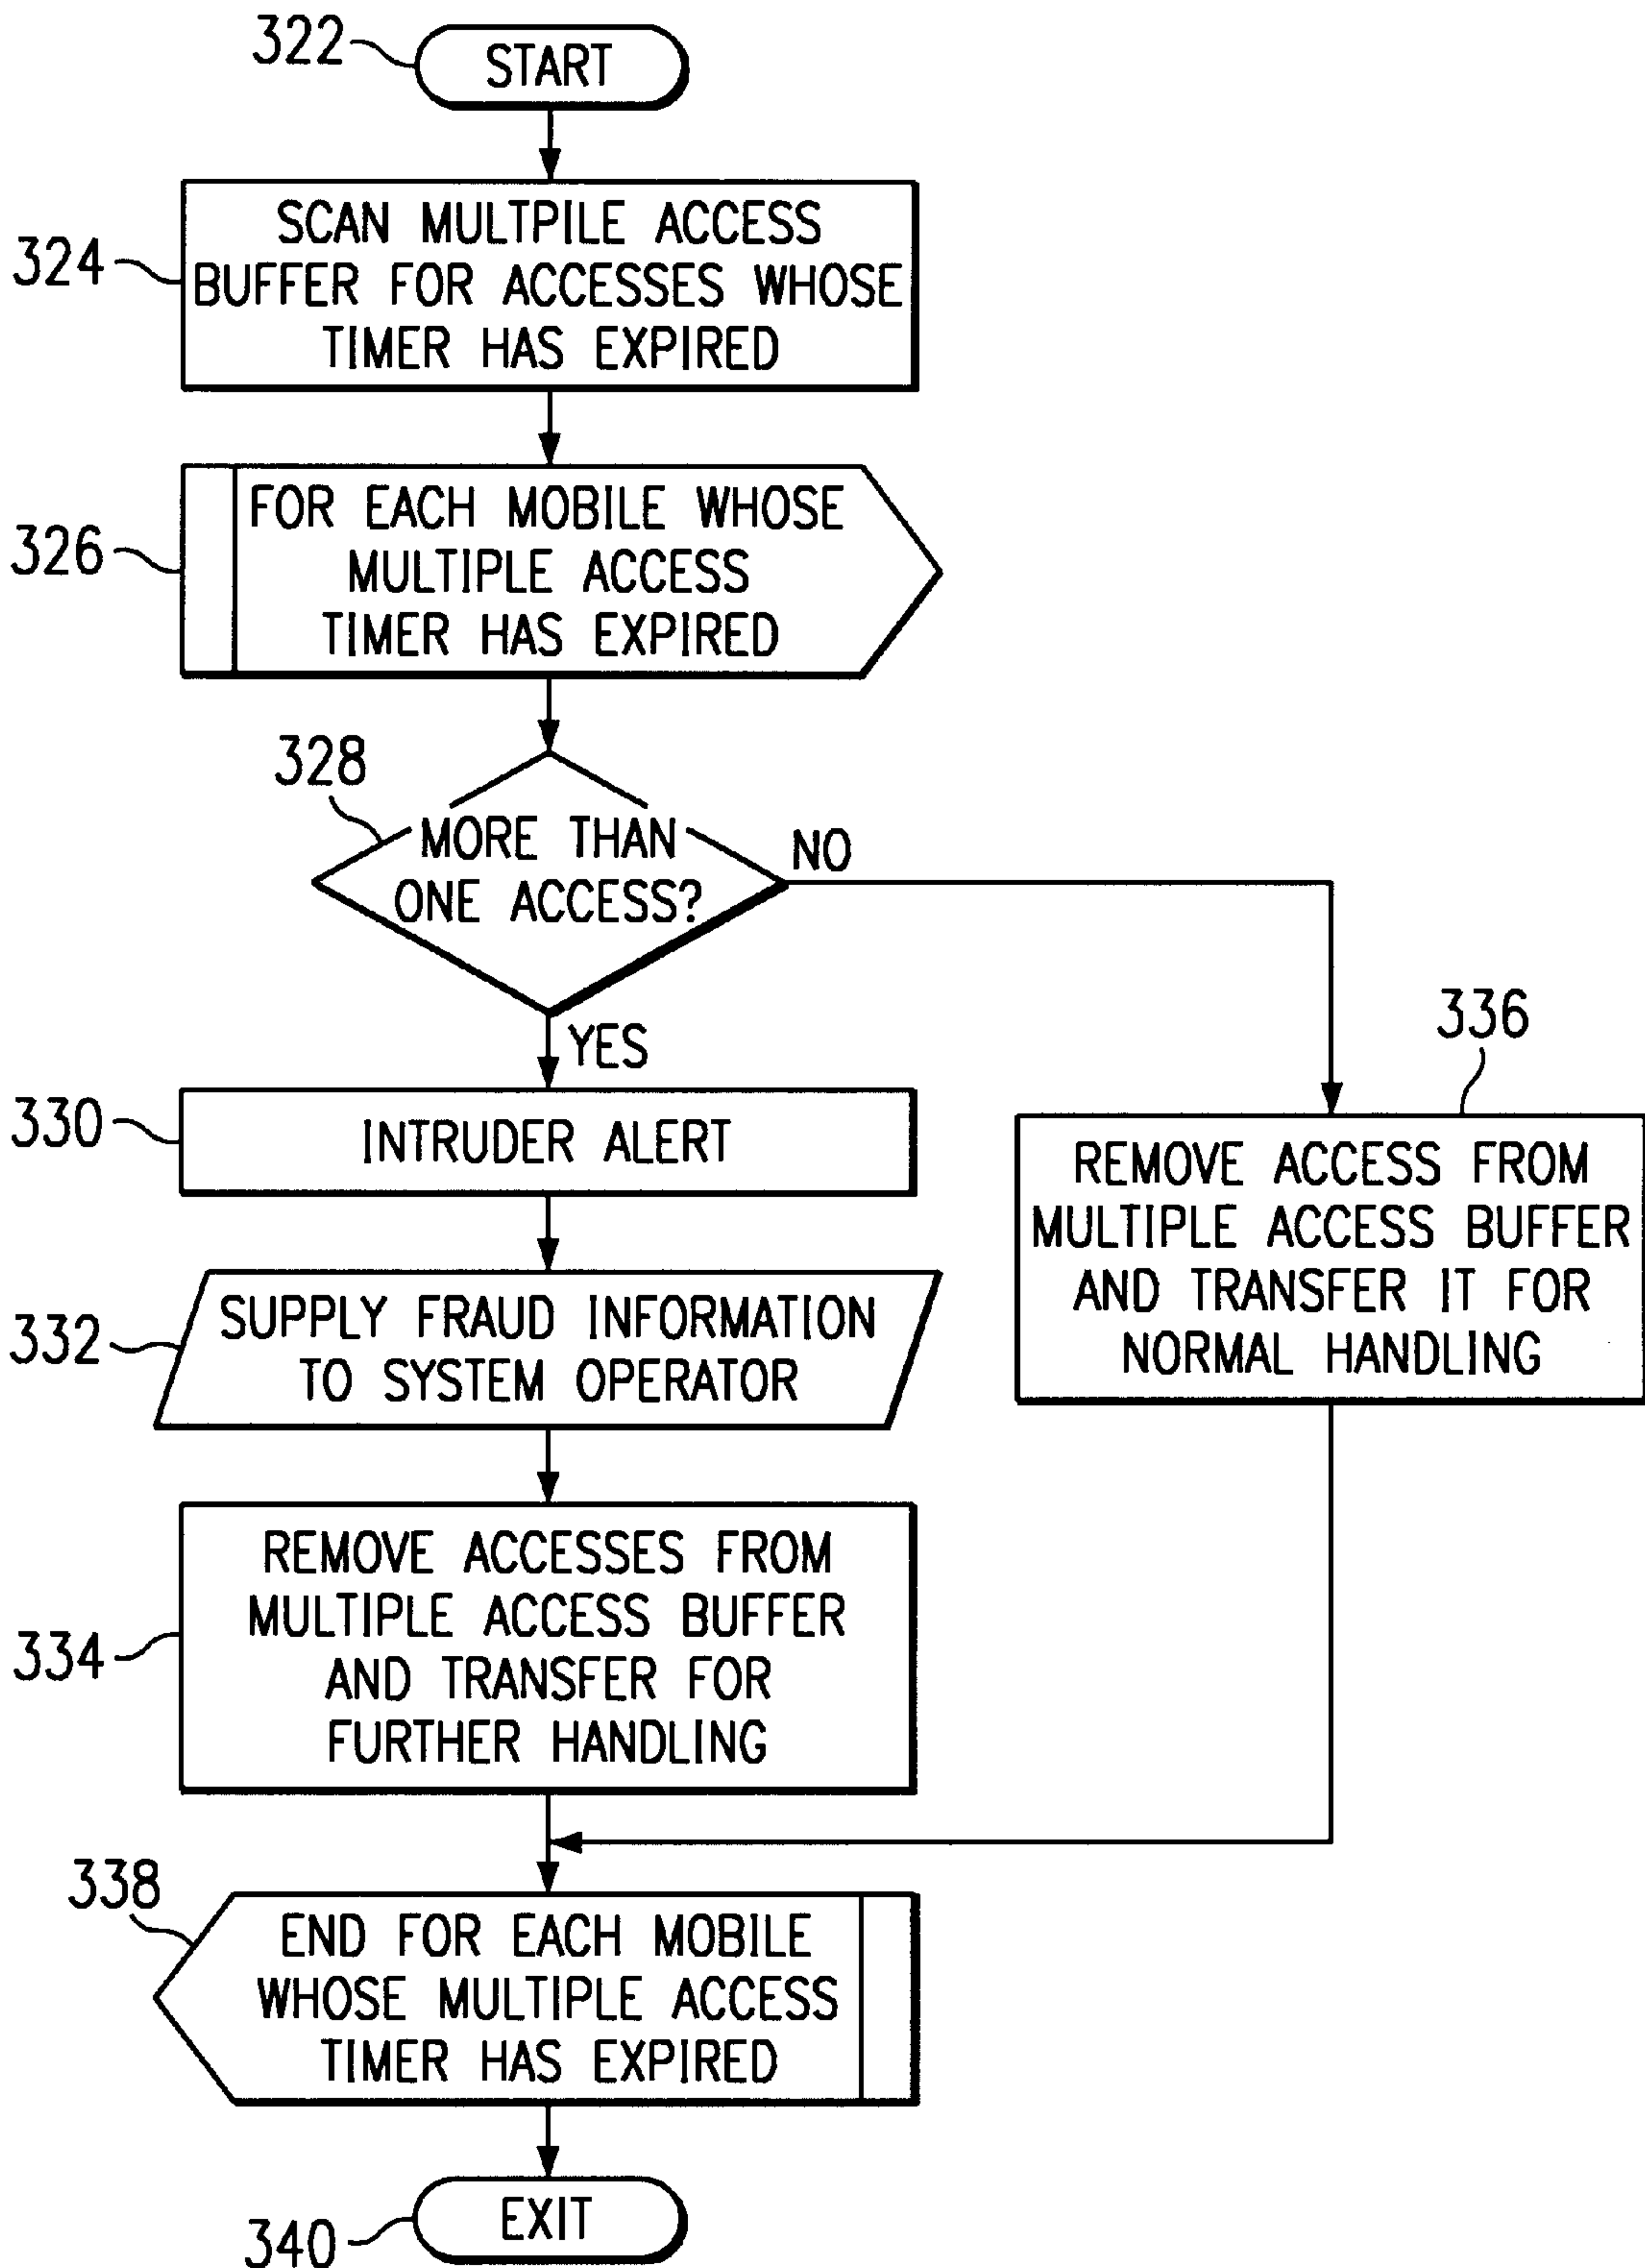 322
START
324
SCAN MULTPILE ACCESS
BUFFER FOR ACCESSES WHOSE
TIMER HAS EXPIRED
326
FOR EACH MOBILE WHOSE
MULTIPLE ACCESS
TIMER HAS EXPIRED
328
MORE THAN
ONE ACCESS?
NO
YES
330
INTRUDER ALERT
336
REMOVE ACCESS FROM
MULTIPLE ACCESS BUFFER
AND TRANSFER IT FOR
NORMAL HANDLING
332
SUPPLY FRAUD INFORMATION
TO SYSTEM OPERATOR
334
REMOVE ACCESSES FROM
MULTIPLE ACCESS BUFFER
AND TRANSFER FOR
FURTHER HANDLING
338
END FOR EACH MOBILE
WHOSE MULTIPLE ACCESS
TIMER HAS EXPIRED
340
EXIT